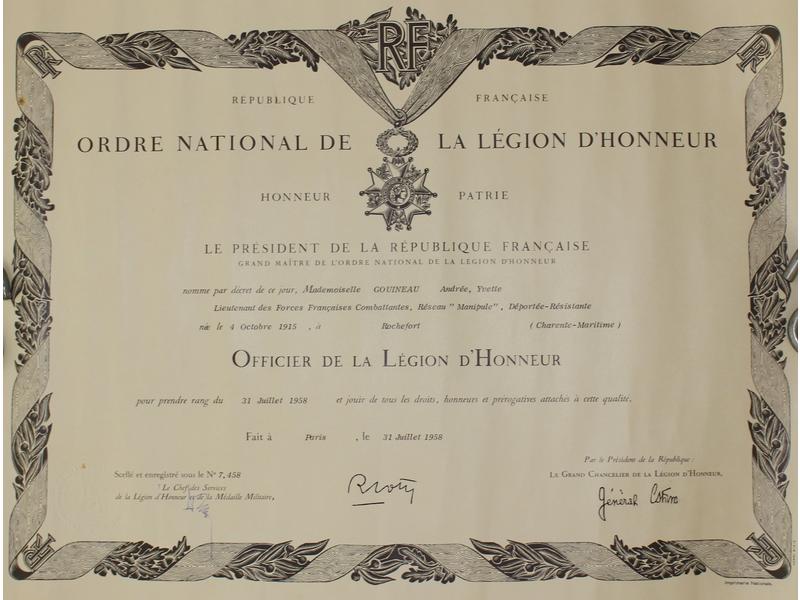 RF
RF
RF
RÉPUBLIQUE FRANÇAISE
ORDRE NATIONAL DE LA LÉGION D'HONNEUR
HONNEUR PATRIE
LE PRÉSIDENT DE LA RÉPUBLIQUE FRANÇAISE
GRAND MAÎTRE DE L'ORDRE NATIONAL DE LA LÉGION D'HONNEUR
nomme par décret de ce jour, Mademoiselle GOUINEAU Andrée, Yvette
Lieutenant des Forces Françaises Combattantes, Réseau "Manipule", Déportée-Résistante
née le 4 Octobre 1915 , à Rochefort (Charente-Maritime)
OFFICIER DE LA LÉGION D'HONNEUR
pour prendre rang du 31 Juillet 1958 et jouir de tous les droits, honneurs et prérogatives attachés à cette qualité.
Fait à Paris , le 31 Juillet 1958
Par le Président de la République :
LE GRAND CHANCELIER DE LA LÉGION D'HONNEUR,
Scellé et enregistré sous le N° 7,458
Le Chef des Services
de la Légion d'Honneur et de la Médaille Militaire,
Général
RF
RF
Imprimerie Nationale.